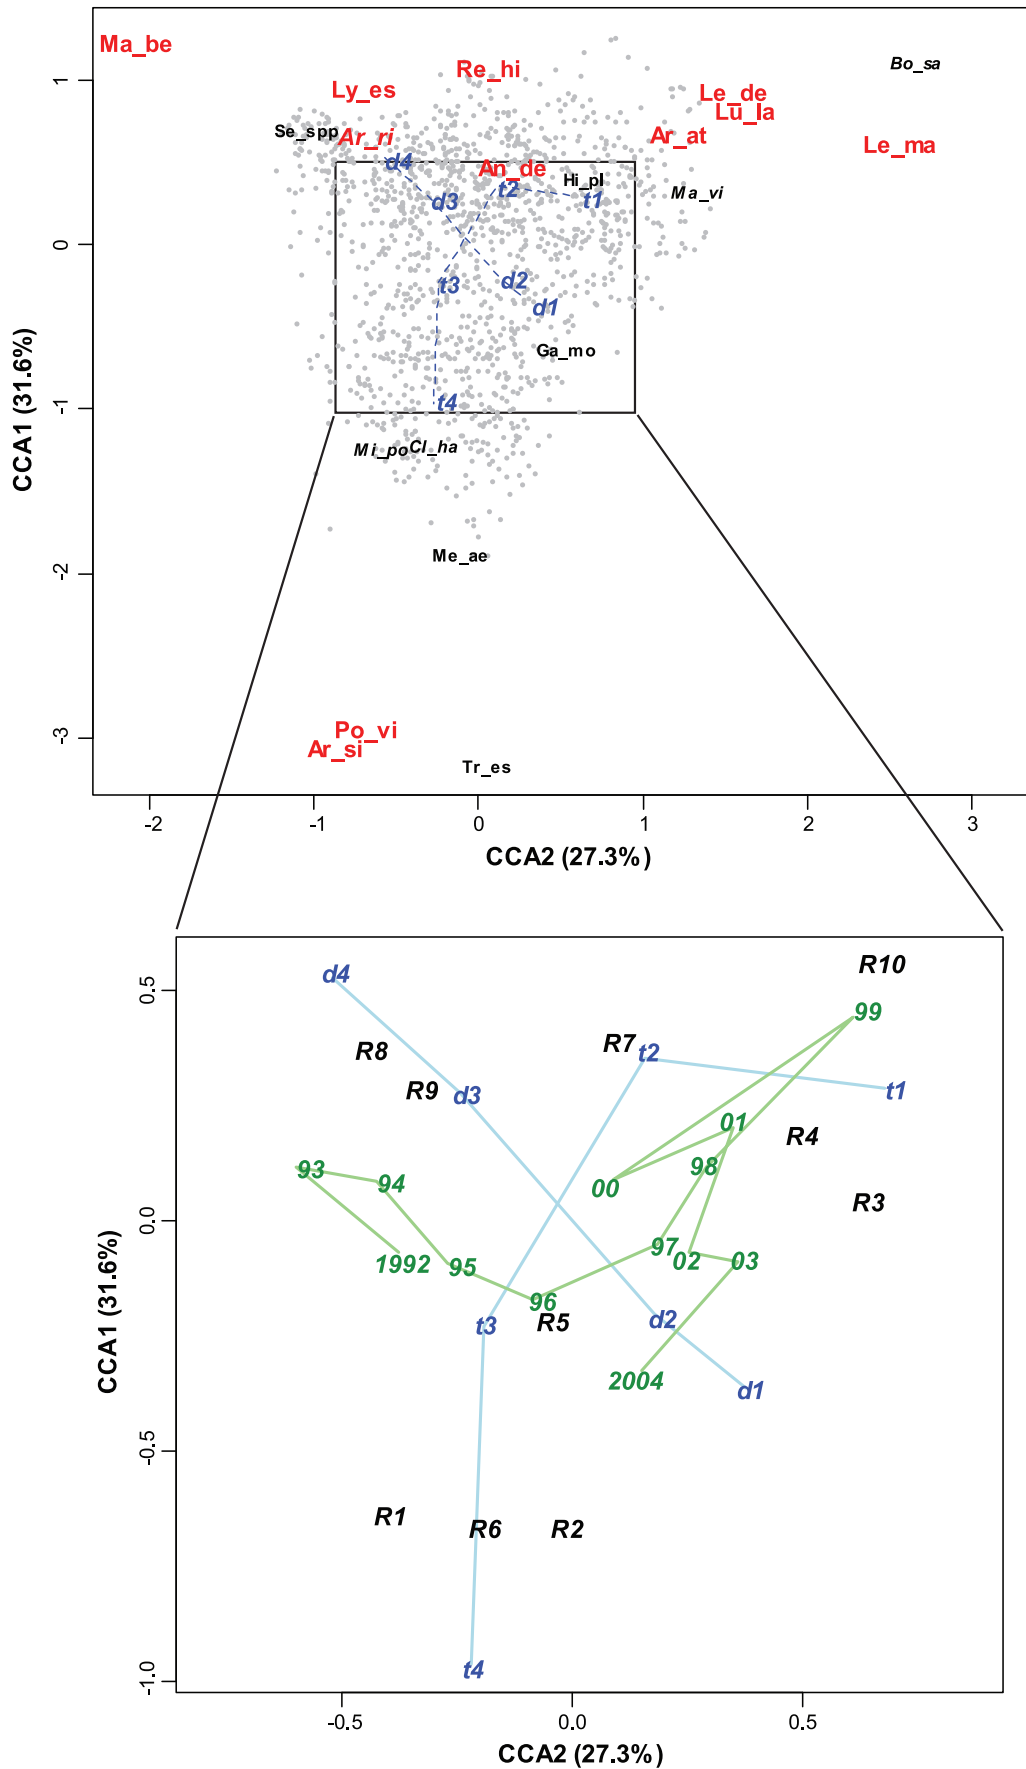 Ma_be
Re_hi
Bo_sa
Ly_es
Le_de
Lu_la
Se_spp
Ar_ri
Ar_at
Le_ma
d4
An_de
Hi_pl
t2
t1
Ma_vi
d3
t3
d2
d1
Ga_mo
t4
Mi_po
Cl_ha
Me_ae
Po_vi
Ar_si
Tr_es
1
0
-1
-2
-3
CCA1 (31.6%)
-2
-1
0
1
2
3
CCA2 (27.3%)
d4
R10
99
R8
R7
t2
R9
d3
t1
01
R4
93
94
98
00
R3
1992
95
97
02
03
96
R5
t3
d2
2004
d1
R1
R6
R2
t4
0.5
0.0
-0.5
-1.0
CCA1 (31.6%)
-0.5
0.0
0.5
CCA2 (27.3%)